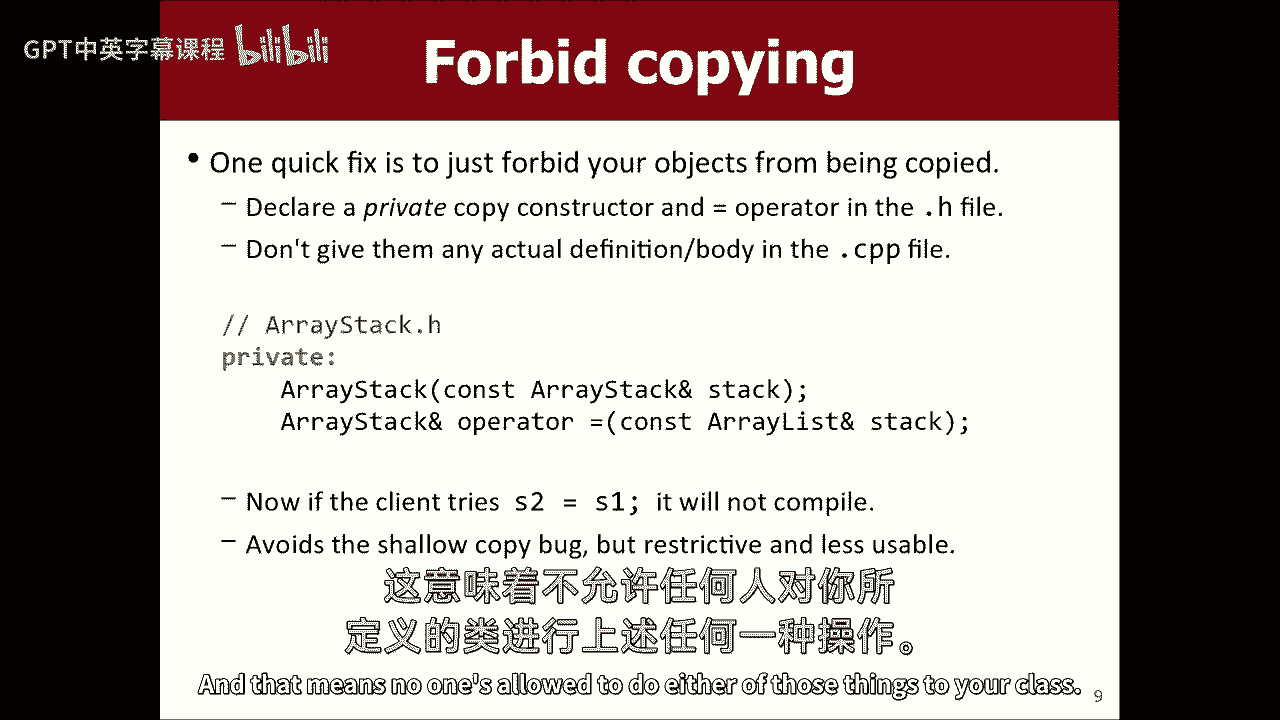 GPT中英字幕课程 bilibili
Forbid copying
• One quick fix is to just forbid your objects from being copied.
– Declare a private copy constructor and = operator in the .h file.
– Don't give them any actual definition/body in the .cpp file.
// ArrayStack.h
private:
ArrayStack(const ArrayStack& stack);
ArrayStack& operator =(const ArrayList& stack);
– Now if the client tries s2 = s1; it will not compile.
– Avoids the shallow copy bug, but restrictive and less usable.
这意味着不允许任何人对你所
定义的类进行上述任何一种操作。
And that means no one's allowed to do either of those things to your class.
9